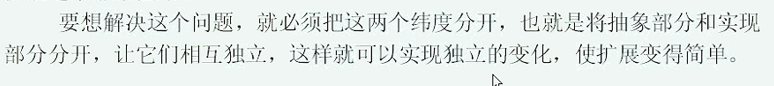 要想解决这个问题，就必须把这两个纬度分开，也就是将抽象部分和实现
部分分开，让它们相互独立，这样就可以实现独立的变化，使扩展变得简单。